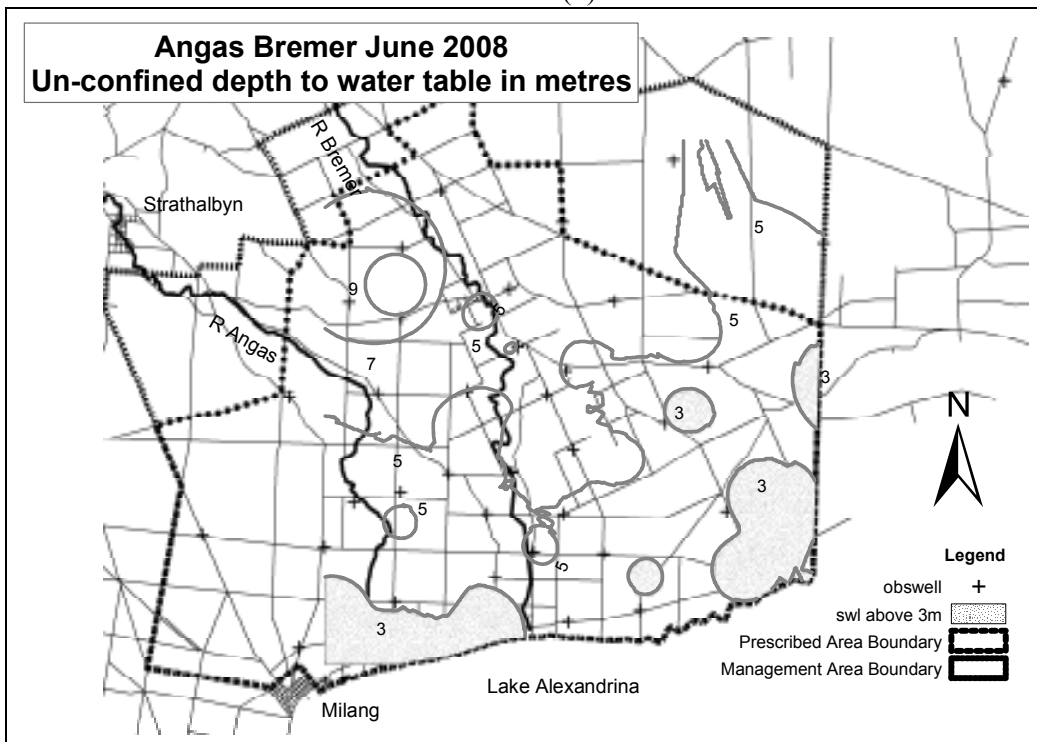 Angas Bremer June 2008
Un-confined depth to water table in metres
R Bremer
Strathalbyn
5
9
5
5
R Angas
5
7
3
3
N
5
3
5
Legend
obswell
5
swl above 3m
3
Prescribed Area Boundary
Management Area Boundary
Lake Alexandrina
Milang